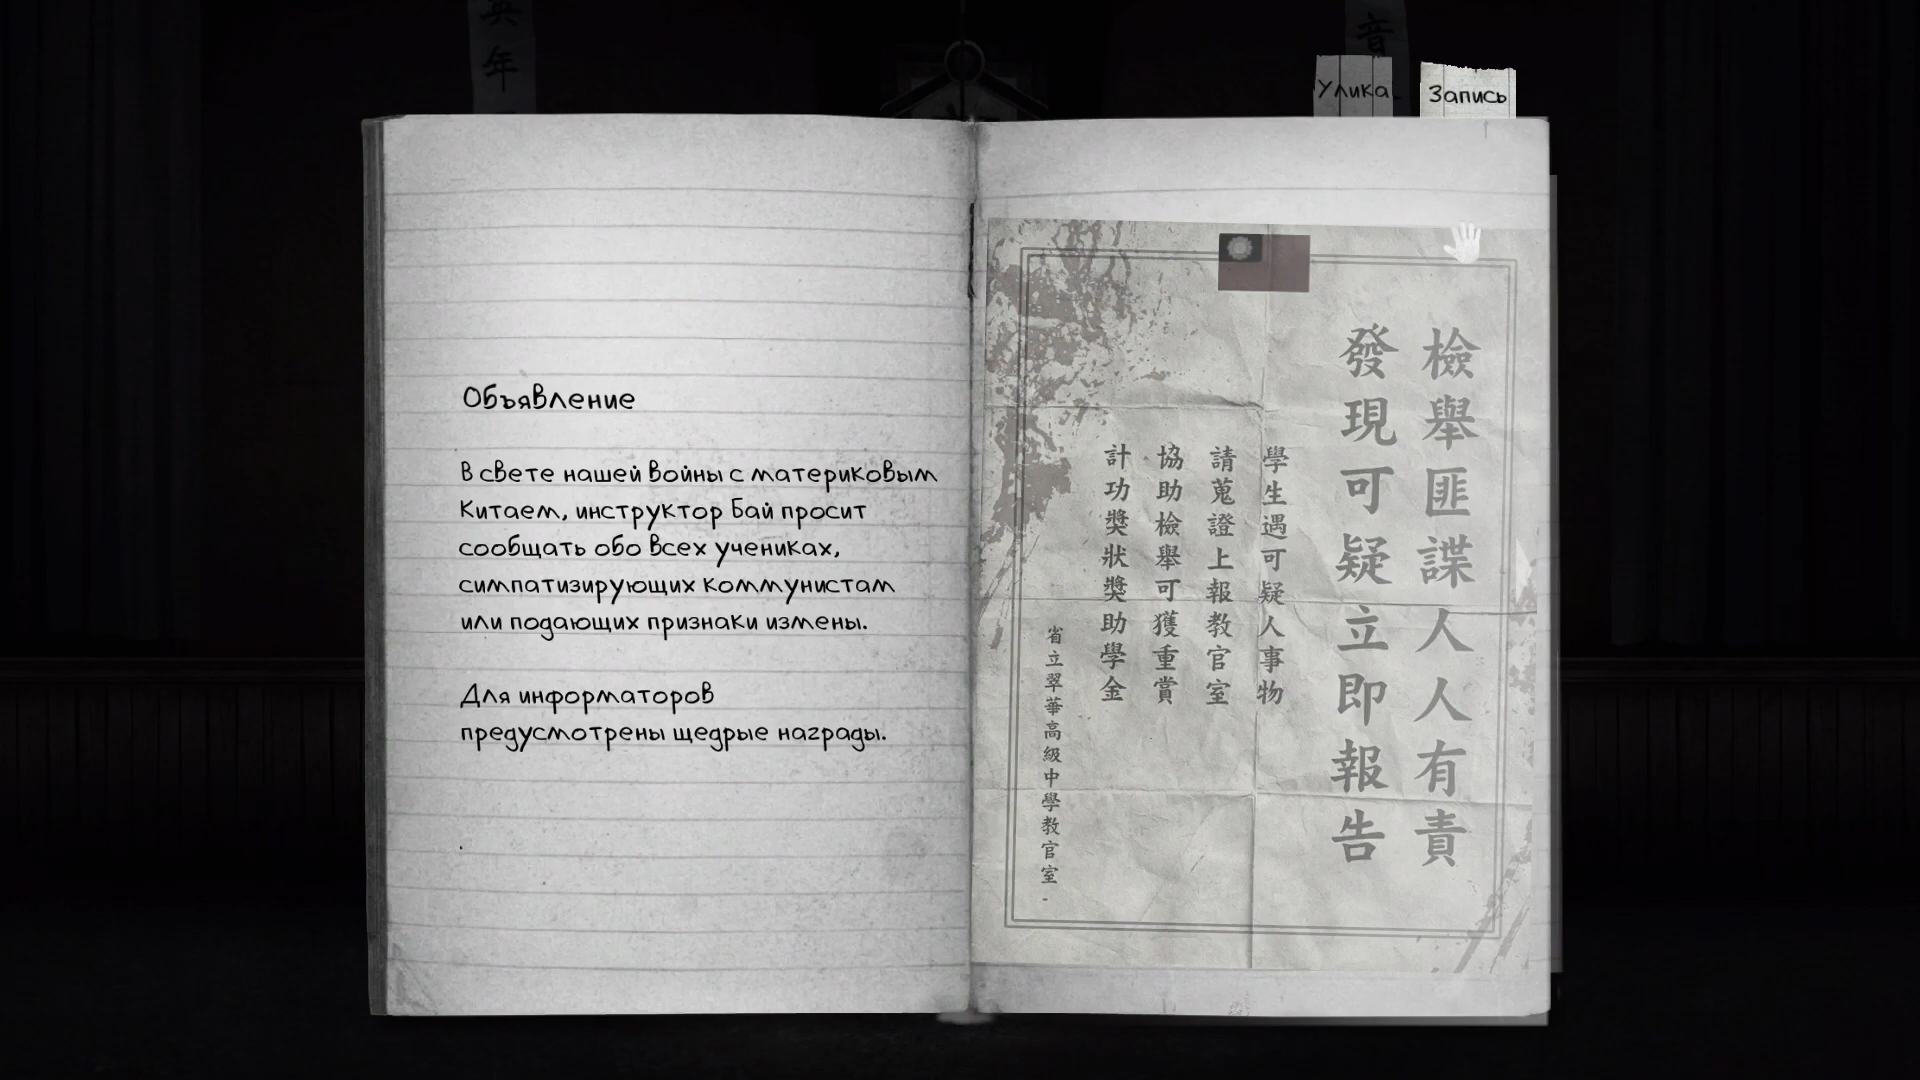 英年
音
Улика
Запись
Объявление
В свете нашей войны с материковым
Китаем, инструктор Бай просит
сообщать обо всех учениках,
симпатизирующих коммунистам
или подающих признаки измены.
Для информаторов
предусмотрены щедрые награды.
檢舉匪諜人人有責
發現可疑立即報告
學生遇可疑人事物
請蒐證上報教官室
協助檢舉可獲重賞
計功獎狀獎助學金
省立翠華高級中學教官室